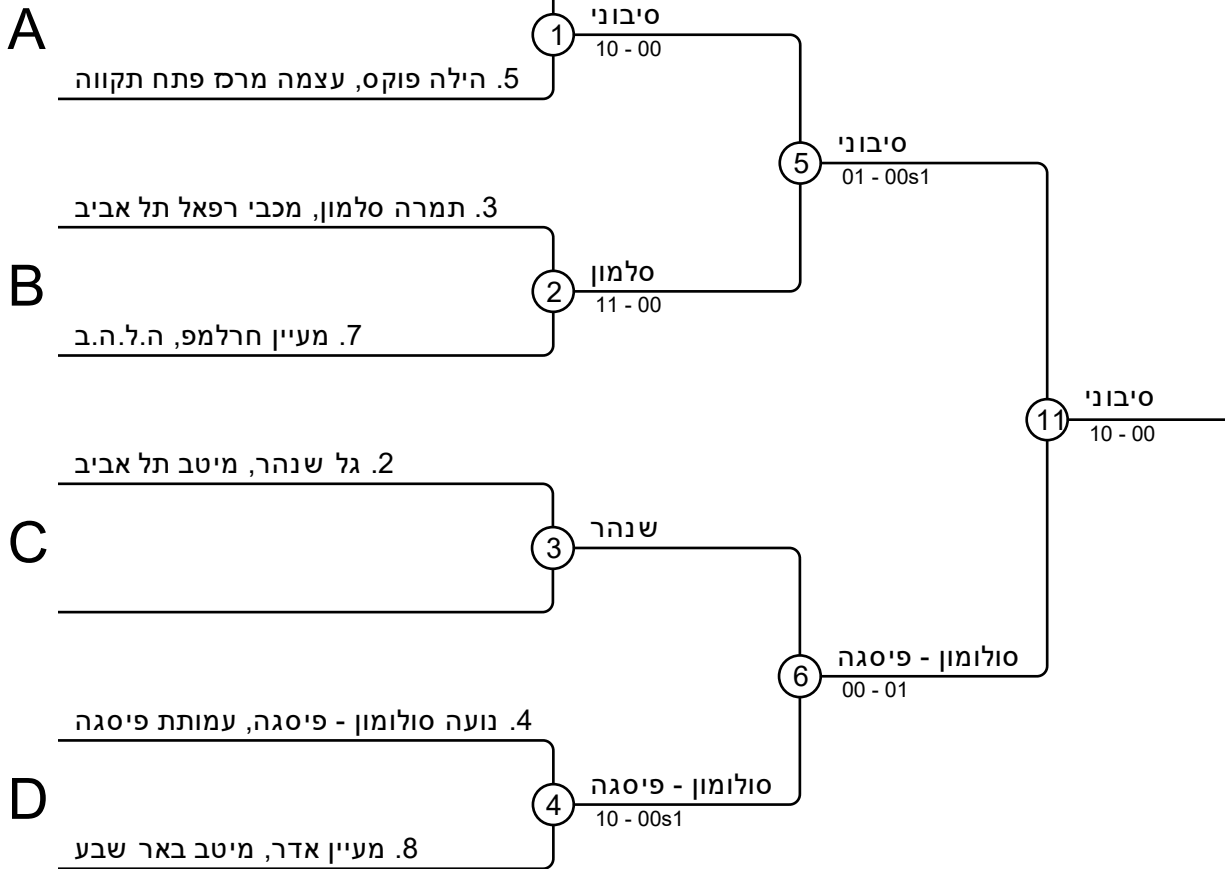 A
סיבוני
1
10 - 00
5. הילה פוקס, עצמה מרכז פתח תקווה
סיבוני
5
01 - 00s1
3. תמרה סלמון, מכבי רפאל תל אביב
B
סלמון
2
11 - 00
7. מעיין חרלמפ, ה.ל.ה.ב
סיבוני
11
10 - 00
2. גל שנהר, מיטב תל אביב
C
שנהר
3
סולומון - פיסגה
6
00 - 01
4. נועה סולומון - פיסגה, עמותת פיסגה
D
סולומון - פיסגה
4
10 - 00s1
8. מעיין אדר, מיטב באר שבע